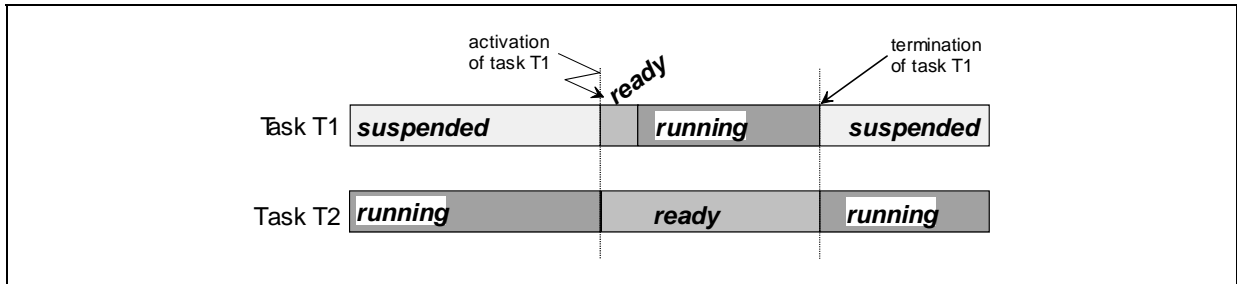 activation
of task T1
ready
termination
of task T1
Task T1
suspended
running
suspended
Task T2
running
ready
running